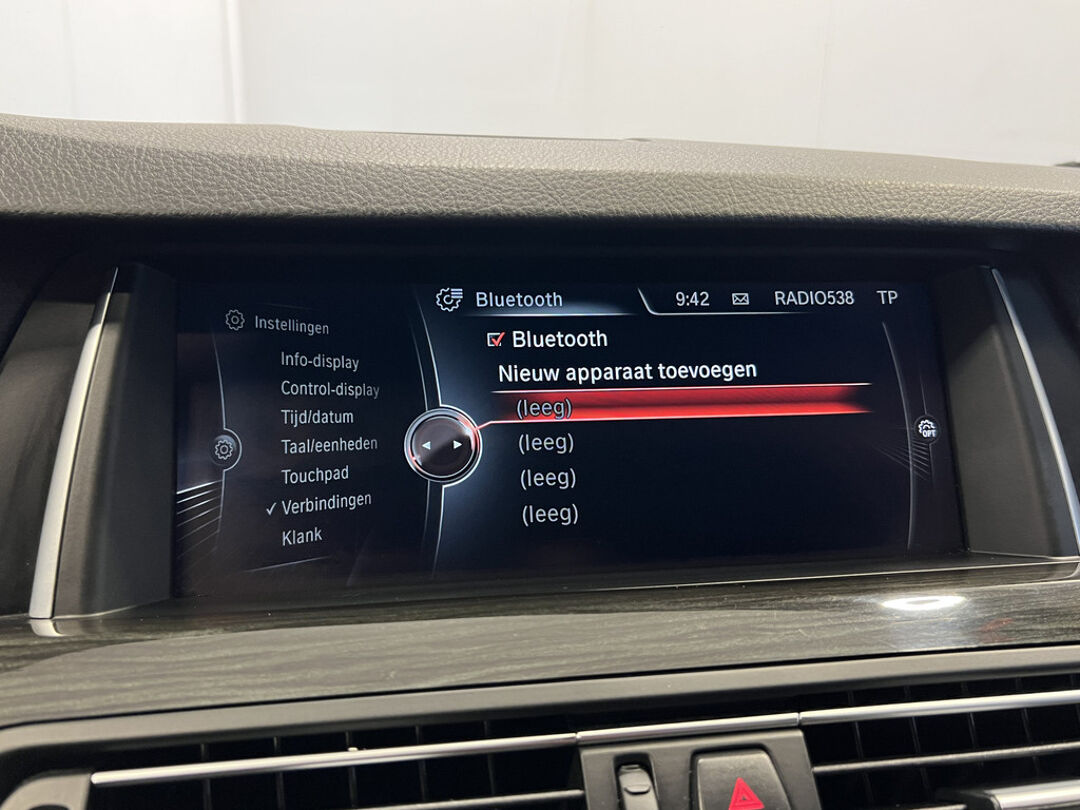 Instellingen
Info-display
Control-display
Tijd/datum
Taal/eenheden
Touchpad
✓ Verbindingen
Klank
Bluetooth
9:42 RADIO538 TP
Bluetooth
Nieuw apparaat toevoegen
(leeg)
(leeg)
(leeg)
(leeg)
OPT